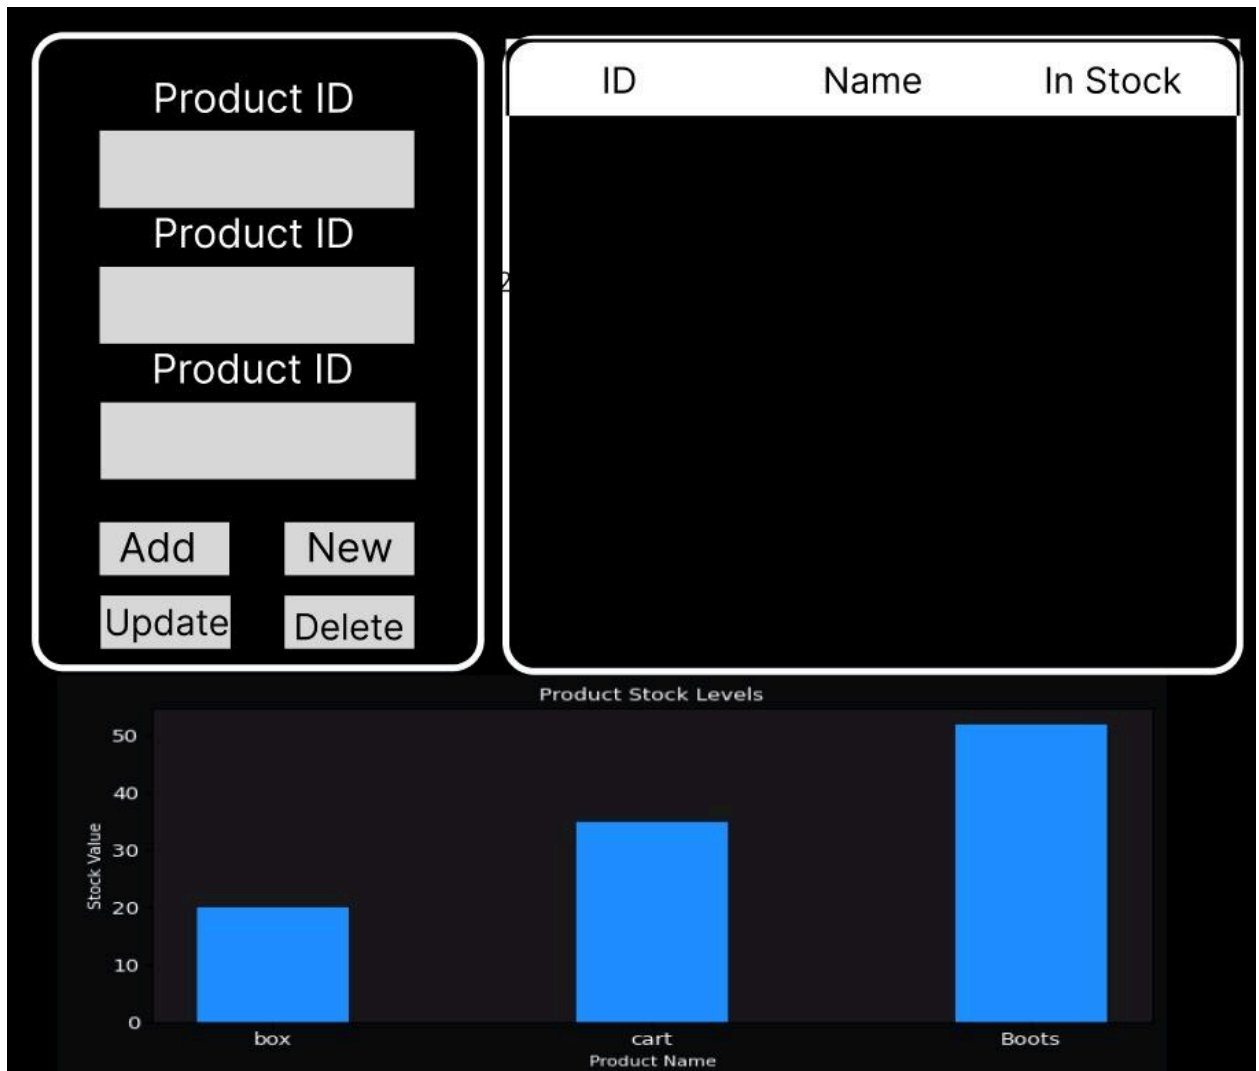 Product ID
Product ID
Product ID
Add New
Update Delete
ID Name In Stock
2
Product Stock Levels
Stock Value
50
40
30
20
10
0
box cart Boots
Product Name